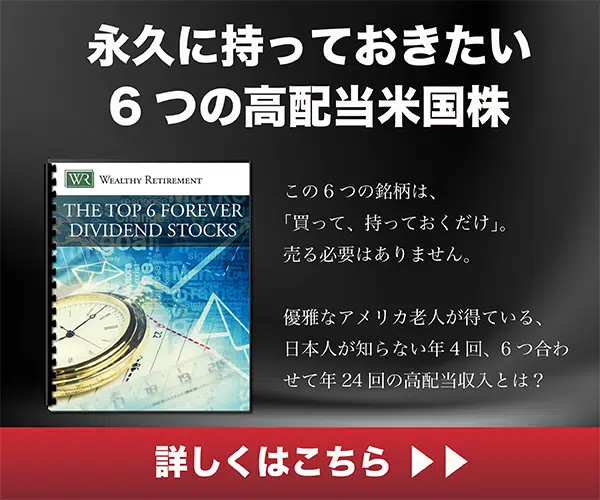 永久に持っておきたい
6つの高配当米国株
WR WEALTHY RETIREMENT
THE TOP 6 FOREVER
DIVIDEND STOCKS
この6つの銘柄は、
「買って、持っておくだけ」。
売る必要はありません。
優雅なアメリカ老人が得ている、
日本人が知らない年4回、6つ合わ
せて年24回の高配当収入とは？
詳しくはこちら ▶▶